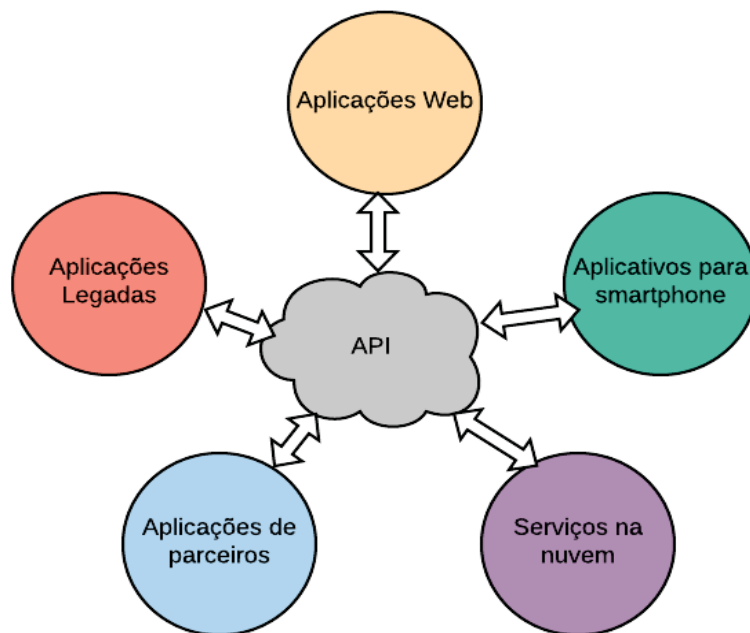 Aplicações Web
Aplicações
Legadas
Aplicativos para
smartphone
API
Aplicações de
parceiros
Serviços na
nuvem